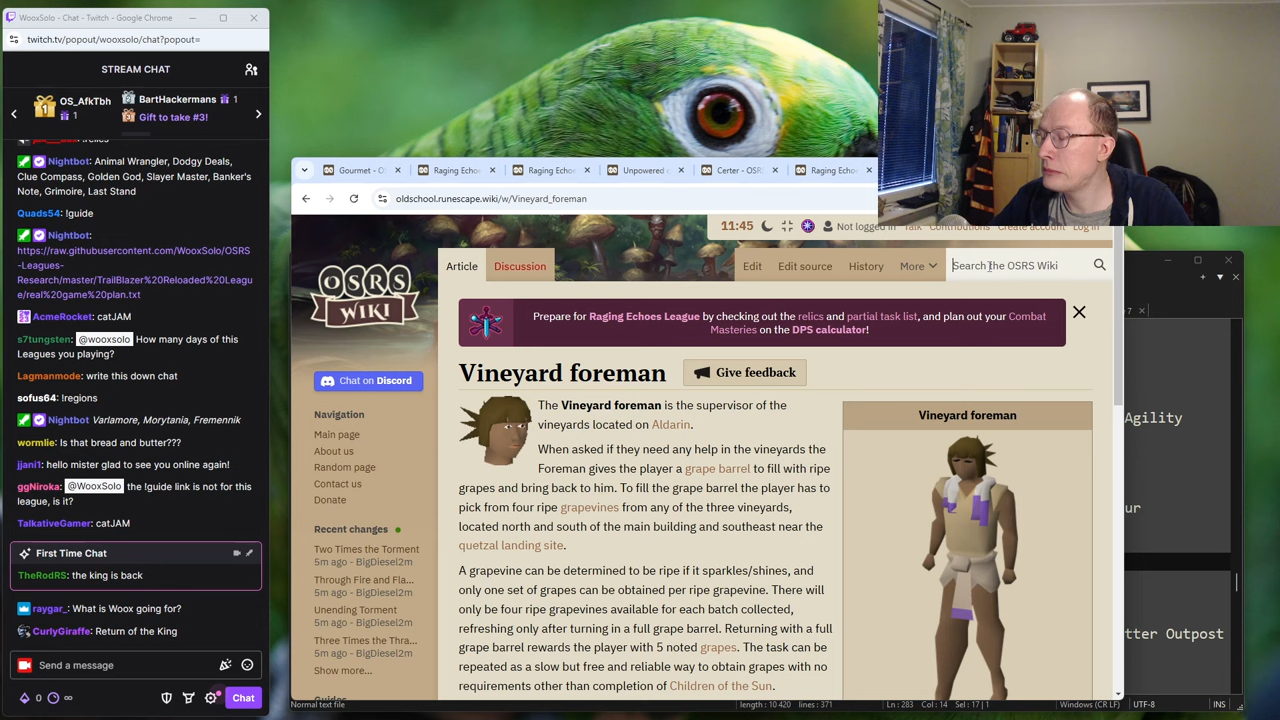 WooxSolo - Chat - Twitch - Google Chrome
twitch.tv/popout/wooxsolo/chat?popout=
STREAM CHAT
OS_AfkTbh
1
BartHackermans 1
Gift to take #3!
Nightbot: Animal Wrangler, Dodgy Deals,
Clue Compass, Golden God, Slayer Master, Banker's
Note, Grimoire, Last Stand
Quads54: !guide
Nightbot:
https://raw.githubusercontent.com/WooxSolo/OSRS
-Leagues-
Research/master/TrailBlazer%20Reloaded%20Leagu
e/real%20game%20plan.txt
AcmeRocket: catJAM
s7tungsten: @wooxsolo How many days of this
Leagues you playing?
Lagmanmode: write this down chat
sofus64: !regions
Nightbot Varlamore, Morytania, Fremennik
wormlie: Is that bread and butter???
jjani1: hello mister glad to see you online again!
ggNiroka: @WooxSolo the !guide link is not for this
league, is it?
TalkativeGamer: catJAM
First Time Chat
TheRodRS: the king is back
raygar_: What is Woox going for?
CurlyGiraffe: Return of the King
Send a message
0 ∞
Chat
Gourmet - O
Raging Echoe
Raging Echoe
Unpowered o
Certer - OSR
Raging Echoe
oldschool.runescape.wiki/w/Vineyard_foreman
11:45 Not logged in Talk Contributions Create account Log in
OSRS
WIKI
Article Discussion Edit Edit source History More Search the OSRS Wiki
Prepare for Raging Echoes League by checking out the relics and partial task list, and plan out your Combat
Masteries on the DPS calculator!
Chat on Discord
Navigation
Main page
About us
Random page
Contact us
Donate
Recent changes
Two Times the Torment
5m ago - BigDiesel2m
Through Fire and Fla...
5m ago - BigDiesel2m
Unending Torment
5m ago - BigDiesel2m
Three Times the Thra...
5m ago - BigDiesel2m
Show more...
Guides
Vineyard foreman
Give feedback
The Vineyard foreman is the supervisor of the
vineyards located on Aldarin.
When asked if they need any help in the vineyards the
Foreman gives the player a grape barrel to fill with ripe
grapes and bring back to him. To fill the grape barrel the player has to
pick from four ripe grapevines from any of the three vineyards,
located north and south of the main building and southeast near the
quetzal landing site.
A grapevine can be determined to be ripe if it sparkles/shines, and
only one set of grapes can be obtained per ripe grapevine. There will
only be four ripe grapevines available for each batch collected,
refreshing only after turning in a full grape barrel. Returning with a full
grape barrel rewards the player with 5 noted grapes. The task can be
repeated as a slow but free and reliable way to obtain grapes with no
requirements other than completion of Children of the Sun.
Vineyard foreman
7
Agility
ur
tter Outpost
Normal text file
length : 10 420 lines : 371
Ln : 283 Col : 14 Sel : 17 | 1
Windows (CR LF)
UTF-8
INS